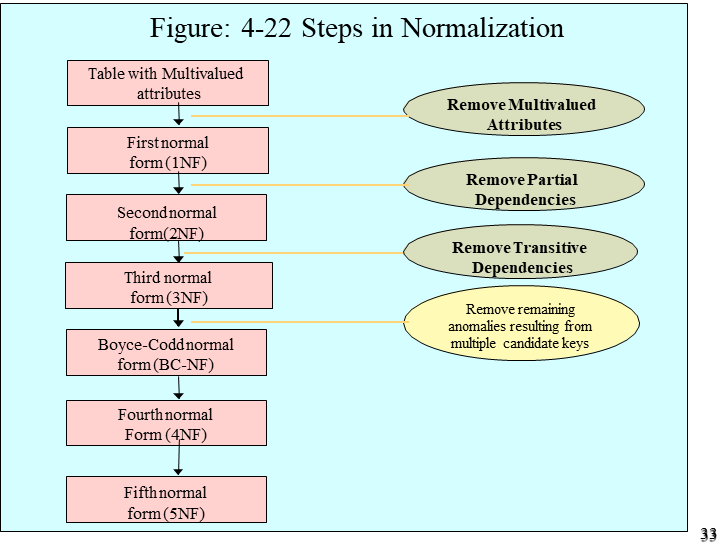 Figure: 4-22 Steps in Normalization
Table with Multivalued
attributes
Remove Multivalued
Attributes
First normal
form (1NF)
Remove Partial
Dependencies
Second normal
form(2NF)
Remove Transitive
Dependencies
Third normal
form (3NF)
Remove remaining
anomalies resulting from
multiple candidate keys
Boyce-Codd normal
form (BC-NF)
Fourth normal
Form (4NF)
Fifth normal
form (5NF)
33